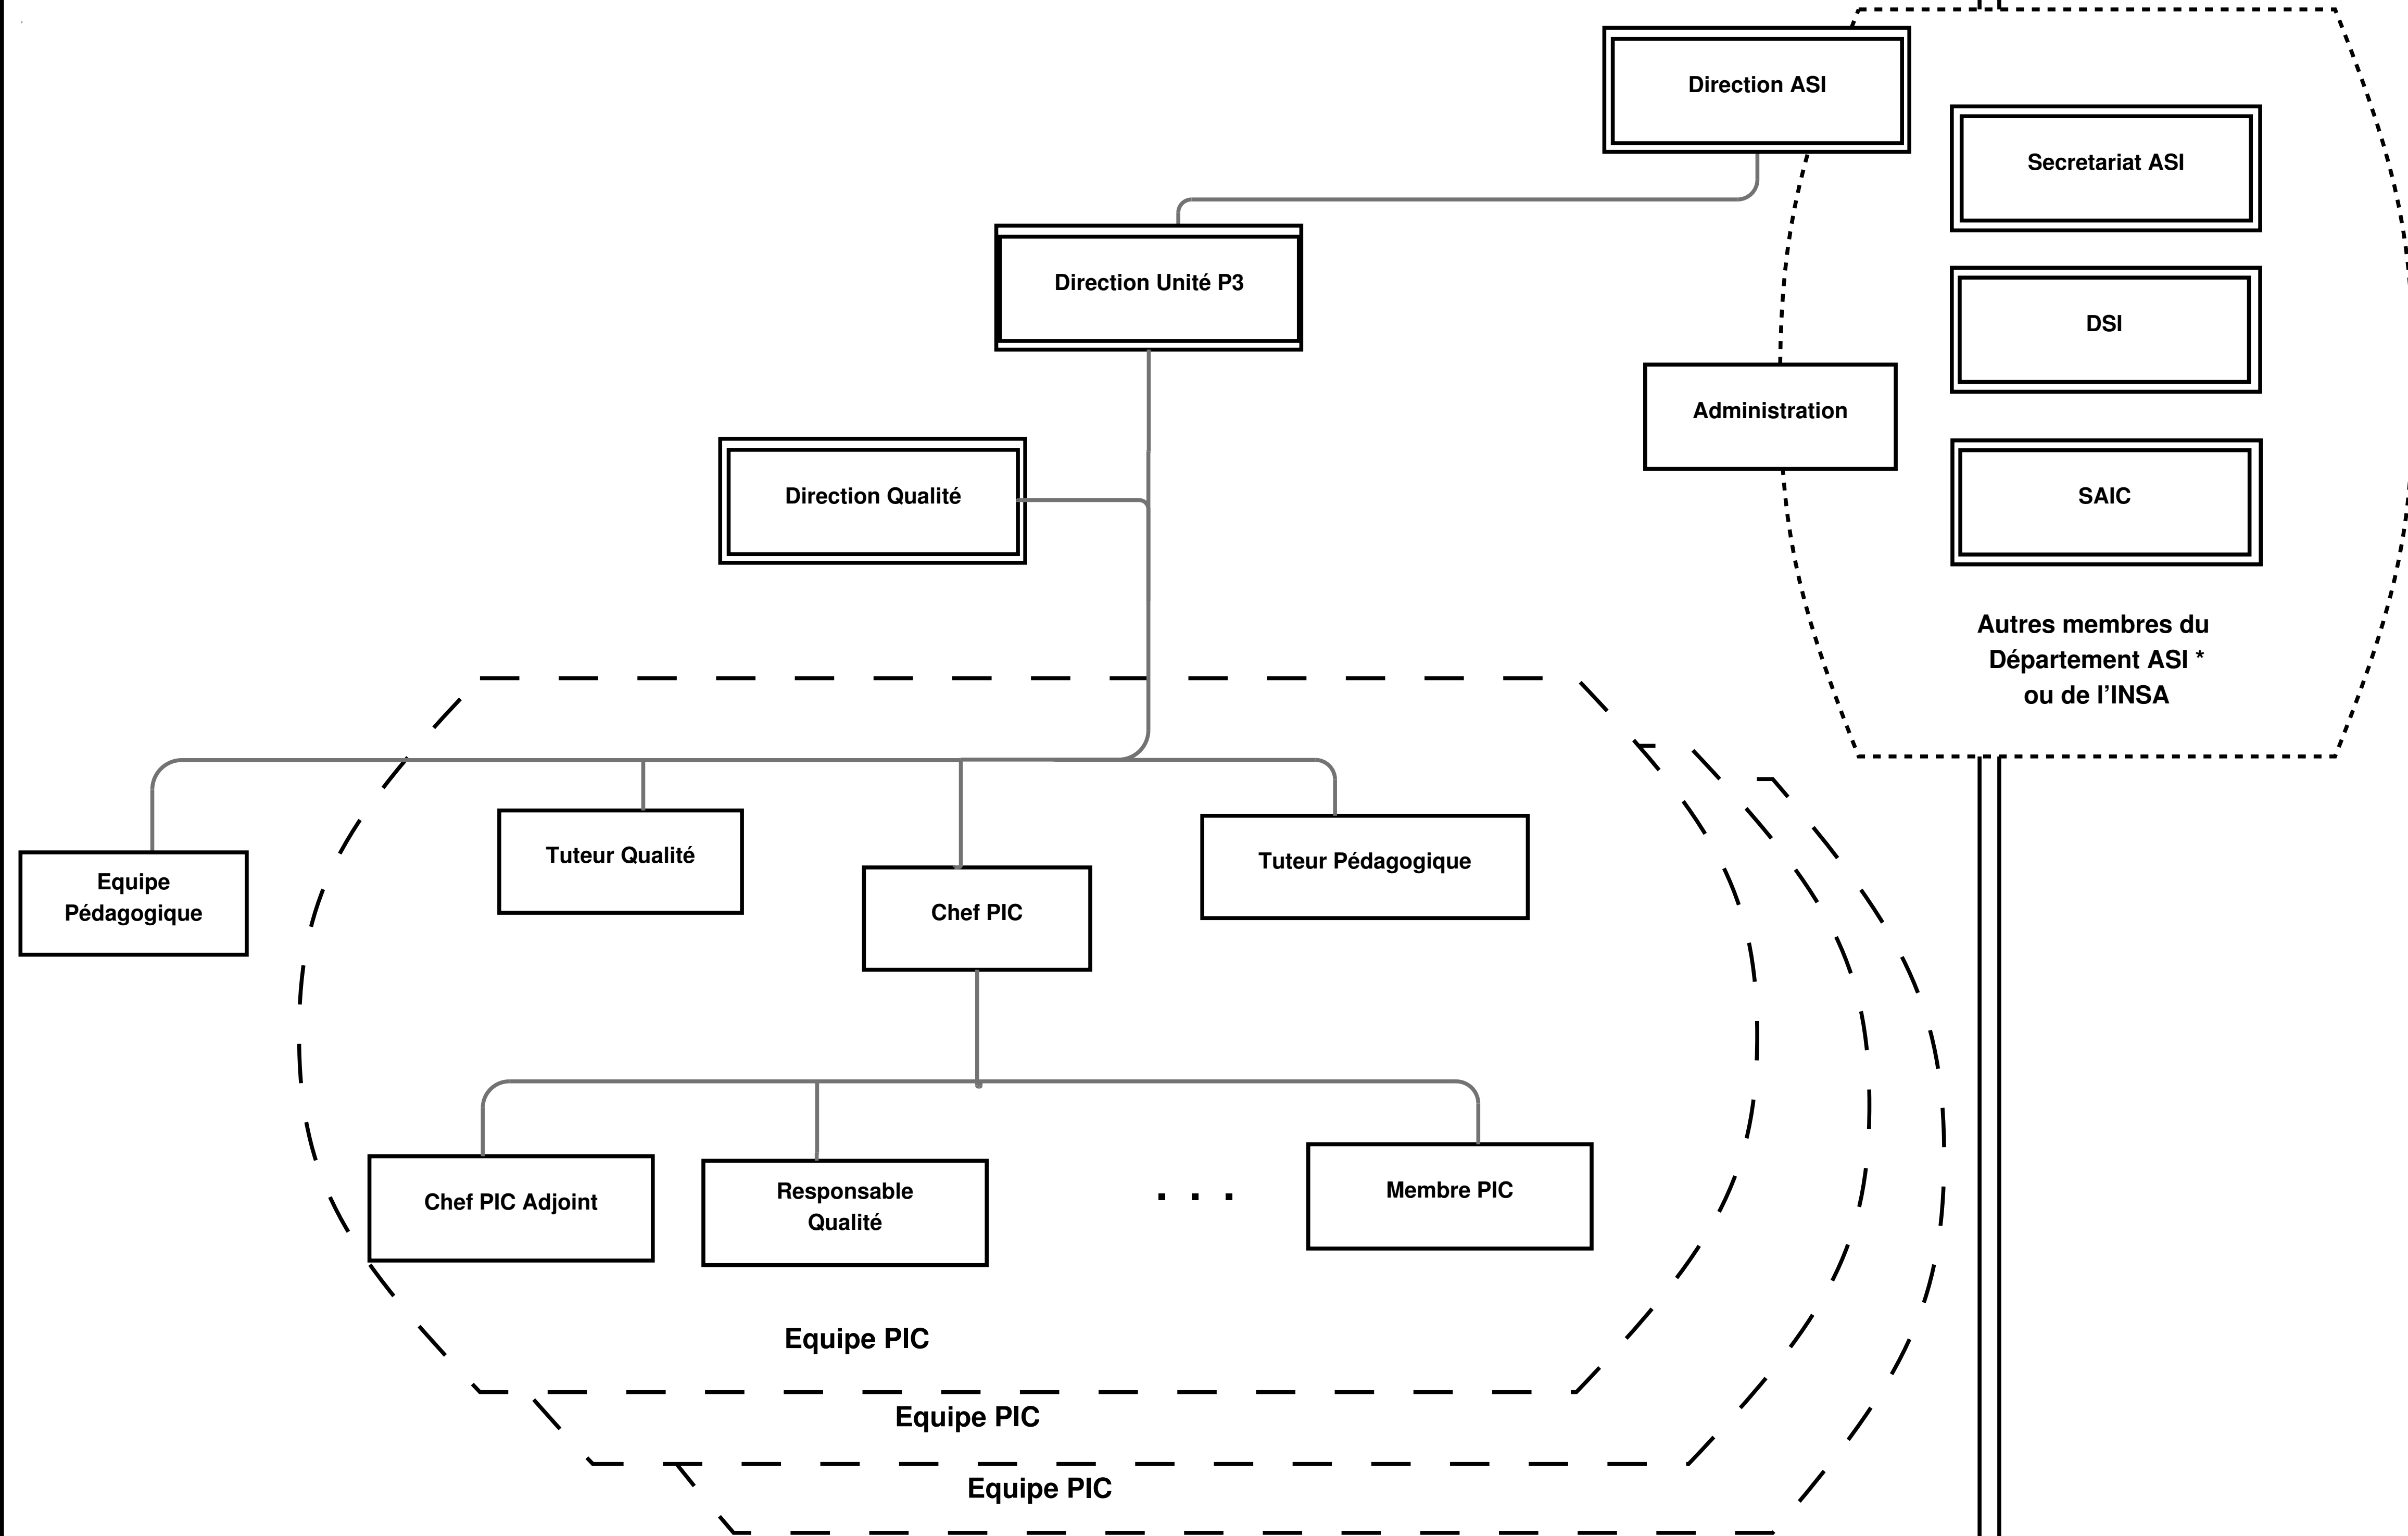 Direction ASI
Secretariat ASI
Direction Unité P3
DSI
Administration
Direction Qualité
SAIC
Autres membres du
Département ASI *
ou de l’INSA
Equipe
Pédagogique
Tuteur Qualité
Chef PIC
Tuteur Pédagogique
Chef PIC Adjoint
Responsable
Qualité
. . .
Membre PIC
Equipe PIC
Equipe PIC
Equipe PIC